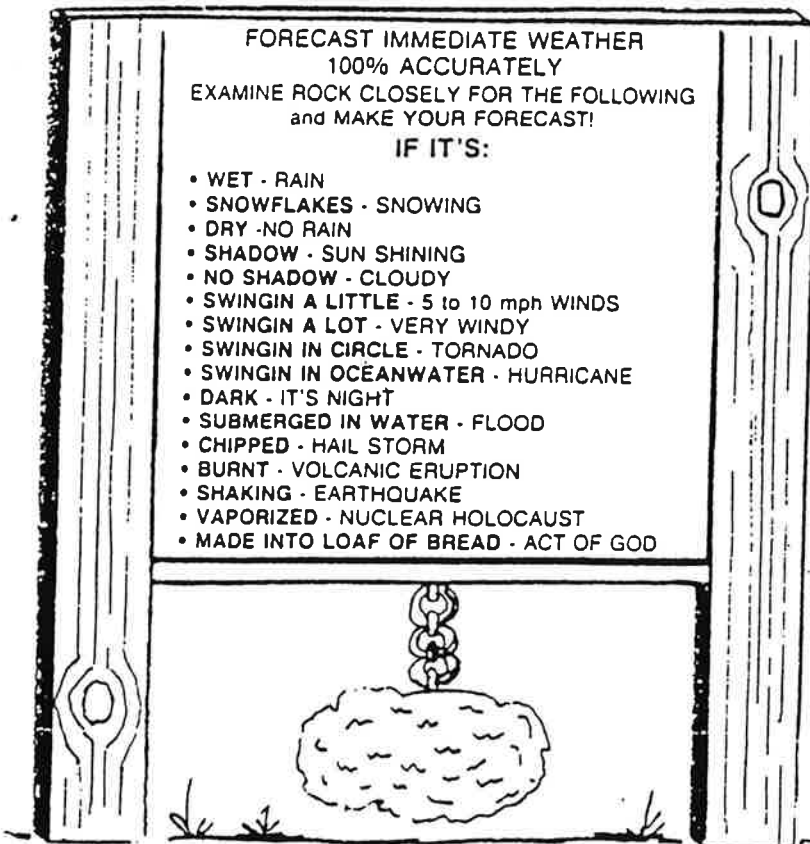 FORECAST IMMEDIATE WEATHER
100% ACCURATELY
EXAMINE ROCK CLOSELY FOR THE FOLLOWING
and MAKE YOUR FORECAST!
IF IT'S:
• WET - RAIN
• SNOWFLAKES - SNOWING
• DRY -NO RAIN
• SHADOW - SUN SHINING
• NO SHADOW - CLOUDY
• SWINGIN A LITTLE - 5 to 10 mph WINDS
• SWINGIN A LOT - VERY WINDY
• SWINGIN IN CIRCLE - TORNADO
• SWINGIN IN OCEANWATER - HURRICANE
• DARK - IT'S NIGHT
• SUBMERGED IN WATER - FLOOD
• CHIPPED - HAIL STORM
• BURNT - VOLCANIC ERUPTION
• SHAKING - EARTHQUAKE
• VAPORIZED - NUCLEAR HOLOCAUST
• MADE INTO LOAF OF BREAD - ACT OF GOD